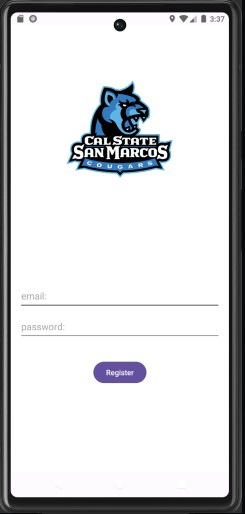 3:37
CAL STATE
SAN MARCOS
COUGARS
email:
password:
Register